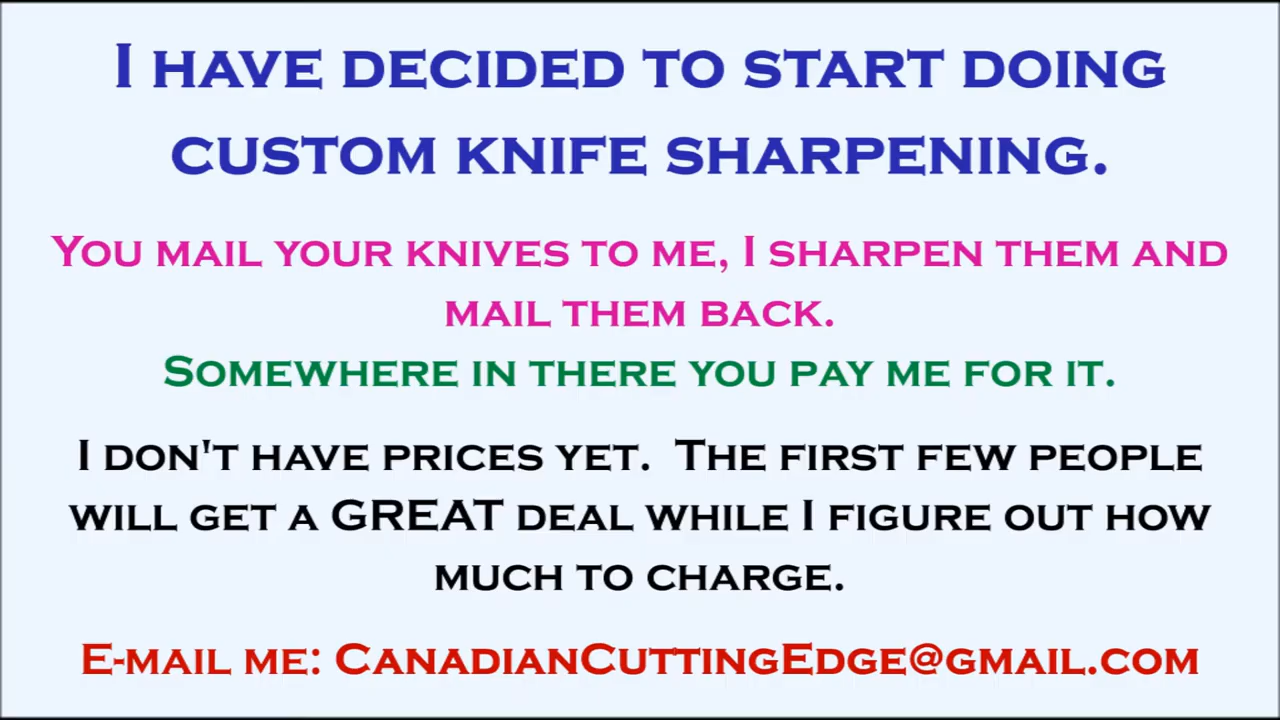 I HAVE DECIDED TO START DOING
CUSTOM KNIFE SHARPENING.
YOU MAIL YOUR KNIVES TO ME, I SHARPEN THEM AND
MAIL THEM BACK.
SOMEWHERE IN THERE YOU PAY ME FOR IT.
I DON'T HAVE PRICES YET.  THE FIRST FEW PEOPLE
WILL GET A GREAT DEAL WHILE I FIGURE OUT HOW
MUCH TO CHARGE.
E-MAIL ME: CANADIANCUTTINGEDGE@GMAIL.COM